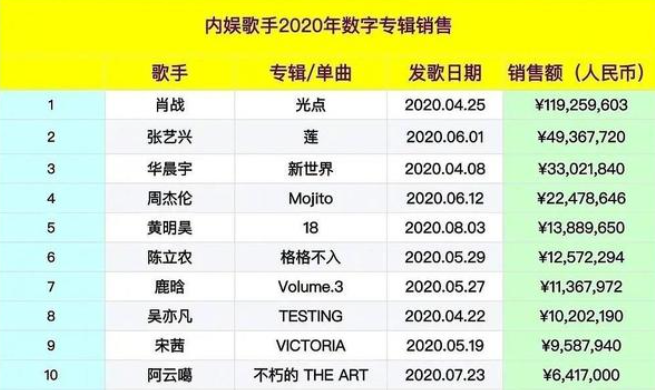 内娱歌手2020年数字专辑销售
歌手 专辑/单曲 发歌日期 销售额（人民币）
1 肖战 光点 2020.04.25 ¥119,259,603
2 张艺兴 莲 2020.06.01 ¥49,367,720
3 华晨宇 新世界 2020.04.08 ¥33,021,840
4 周杰伦 Mojito 2020.06.12 ¥22,478,646
5 黄明昊 18 2020.08.03 ¥13,889,650
6 陈立农 格格不入 2020.05.29 ¥12,572,294
7 鹿晗 Volume.3 2020.05.27 ¥11,367,972
8 吴亦凡 TESTING 2020.04.22 ¥10,202,190
9 宋茜 VICTORIA 2020.05.19 ¥9,587,940
10 阿云噶 不朽的 THE ART 2020.07.23 ¥6,417,000